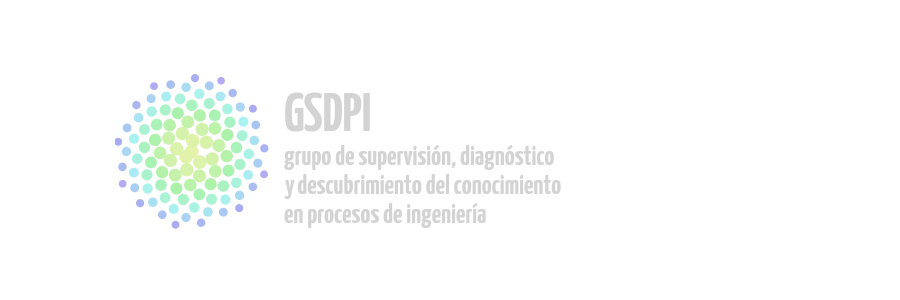 GSDPI
grupo de supervisión, diagnóstico
y descubrimiento del conocimiento
en procesos de ingeniería